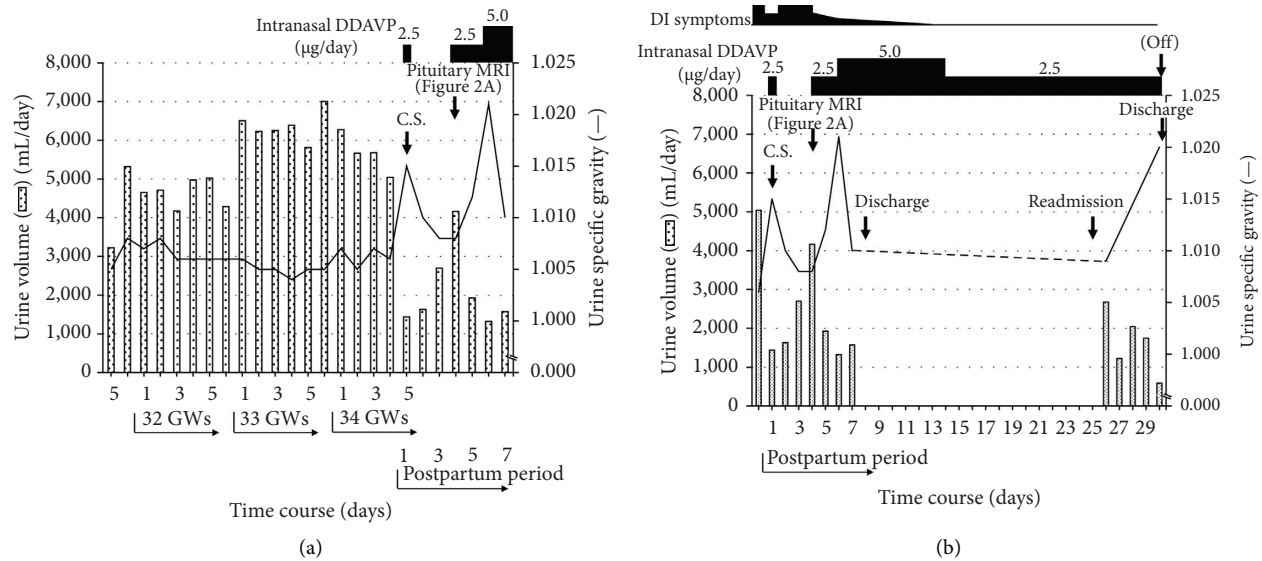 Intranasal DDAVP
(µg/day)
2.5
2.5
5.0
Pituitary MRI
(Figure 2A)
C.S.
Urine volume ( ) (mL/day)
8,000
7,000
6,000
5,000
4,000
3,000
2,000
1,000
0
Urine specific gravity (—)
1.025
1.020
1.015
1.010
1.005
1.000
0.000
5 1 3 5 1 3 5 1 3 5
32 GWs 33 GWs 34 GWs
1 3 5 7
Postpartum period
Time course (days)
(a)
DI symptoms
Intranasal DDAVP
(µg/day)
2.5
2.5
5.0
2.5
(Off)
Pituitary MRI
(Figure 2A)
C.S.
Discharge
Readmission
Discharge
Urine volume ( ) (mL/day)
8,000
7,000
6,000
5,000
4,000
3,000
2,000
1,000
0
Urine specific gravity (—)
1.025
1.020
1.015
1.010
1.005
1.000
0.000
1 3 5 7 9 11 13 15 17 19 21 23 25 27 29
Postpartum period
Time course (days)
(b)